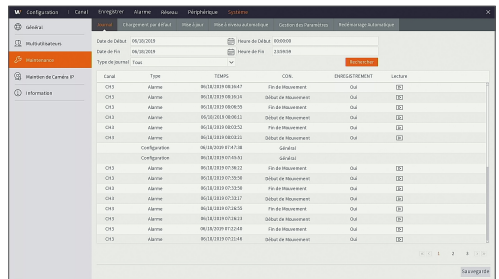 Configuration | Canal Enregistrer Alarme Réseau Périphérique Système
Général
Multiutilisateurs
Maintenance
Maintien de Caméra IP
Information
Journal Chargement par défaut Mise à jour Mise à niveau automatique Gestion des Paramètres Redémarrage Automatique
Date de Début 06/18/2019 Heure de Début 00:00:00
Date de Fin 06/18/2019 Heure de Fin 23:59:59
Type de Journal Tous Rechercher
Canal Type TEMPS CON. ENREGISTREMENT Lecture
CH3 Alarme 06/18/2019 08:16:47 Fin de Mouvement Oui
CH3 Alarme 06/18/2019 08:16:14 Début de Mouvement Oui
CH3 Alarme 06/18/2019 08:06:55 Fin de Mouvement Oui
CH3 Alarme 06/18/2019 08:06:11 Début de Mouvement Oui
CH3 Alarme 06/18/2019 08:03:52 Fin de Mouvement Oui
CH3 Alarme 06/18/2019 08:03:21 Début de Mouvement Oui
Configuration 06/18/2019 07:47:38 Général
Configuration 06/18/2019 07:45:51 Général
CH3 Alarme 06/18/2019 07:36:22 Fin de Mouvement Oui
CH3 Alarme 06/18/2019 07:35:50 Début de Mouvement Oui
CH3 Alarme 06/18/2019 07:33:50 Fin de Mouvement Oui
CH3 Alarme 06/18/2019 07:33:17 Début de Mouvement Oui
CH3 Alarme 06/18/2019 07:26:55 Fin de Mouvement Oui
CH3 Alarme 06/18/2019 07:26:23 Début de Mouvement Oui
CH3 Alarme 06/18/2019 07:22:40 Fin de Mouvement Oui
CH3 Alarme 06/18/2019 07:21:46 Début de Mouvement Oui
1 2 3
Sauvegarde